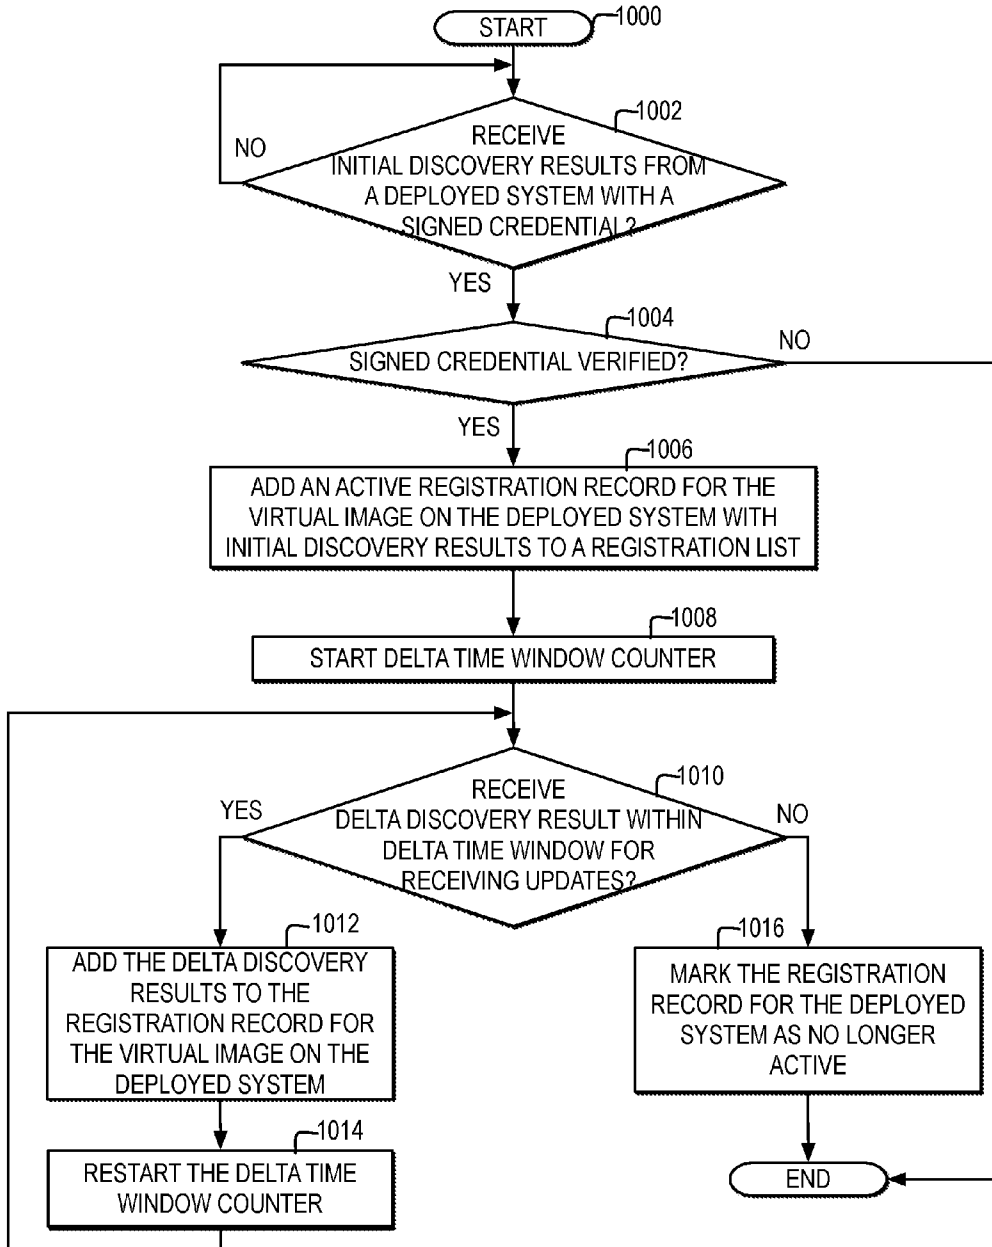 START
1000
1002
RECEIVE
INITIAL DISCOVERY RESULTS FROM
A DEPLOYED SYSTEM WITH A
SIGNED CREDENTIAL?
NO
YES
1004
SIGNED CREDENTIAL VERIFIED?
NO
YES
1006
ADD AN ACTIVE REGISTRATION RECORD FOR THE
VIRTUAL IMAGE ON THE DEPLOYED SYSTEM WITH
INITIAL DISCOVERY RESULTS TO A REGISTRATION LIST
1008
START DELTA TIME WINDOW COUNTER
1010
RECEIVE
DELTA DISCOVERY RESULT WITHIN
DELTA TIME WINDOW FOR
RECEIVING UPDATES?
YES
NO
1012
ADD THE DELTA DISCOVERY
RESULTS TO THE
REGISTRATION RECORD FOR
THE VIRTUAL IMAGE ON THE
DEPLOYED SYSTEM
1016
MARK THE REGISTRATION
RECORD FOR THE DEPLOYED
SYSTEM AS NO LONGER
ACTIVE
1014
RESTART THE DELTA TIME
WINDOW COUNTER
END